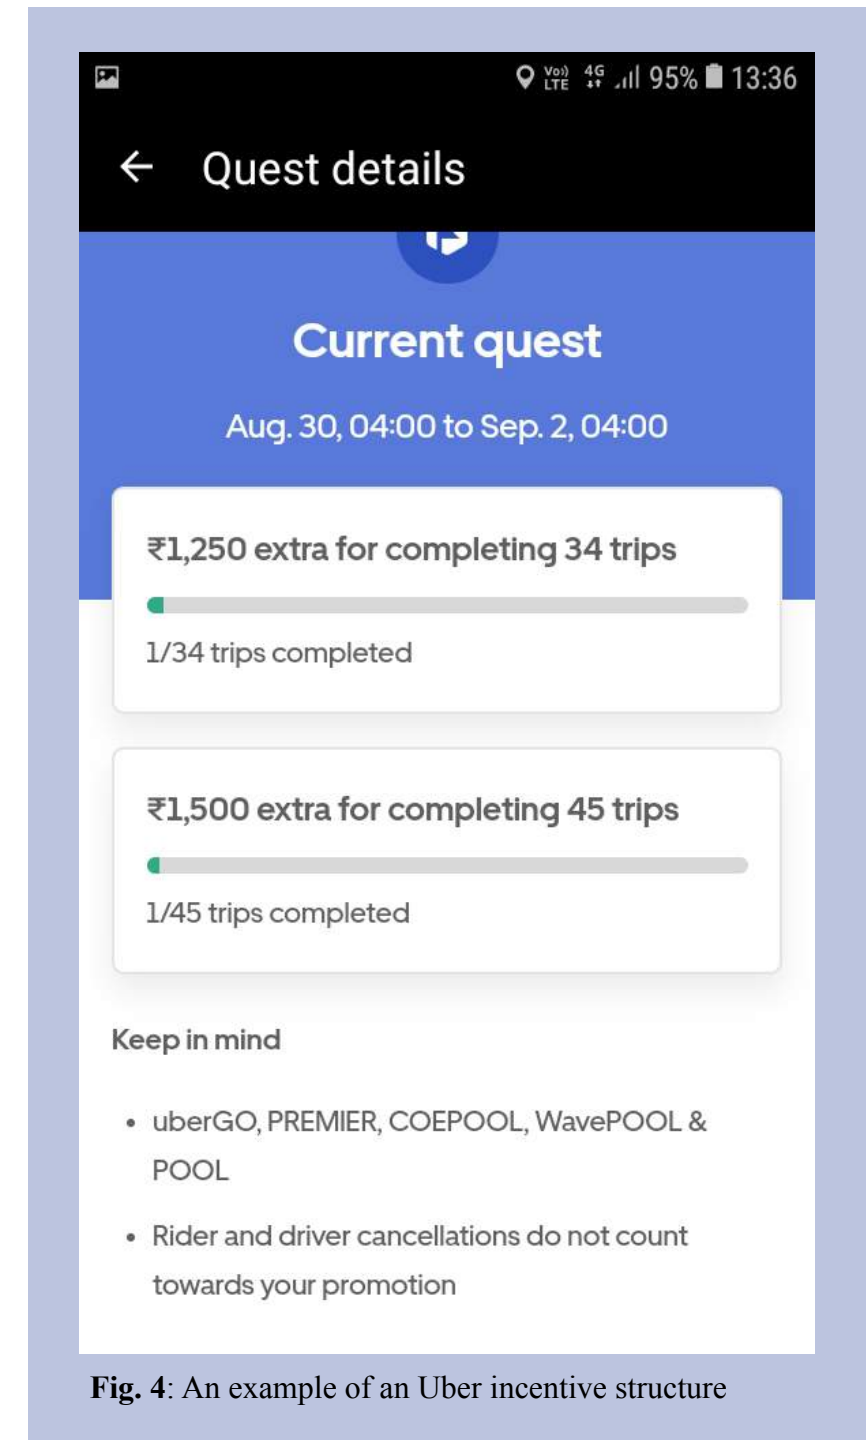 Vo)) LTE 4G 95% 13:36
← Quest details
Current quest
Aug. 30, 04:00 to Sep. 2, 04:00
₹1,250 extra for completing 34 trips
1/34 trips completed
₹1,500 extra for completing 45 trips
1/45 trips completed
Keep in mind
• uberGO, PREMIER, COEPOOL, WavePOOL &
POOL
• Rider and driver cancellations do not count
towards your promotion
Fig. 4: An example of an Uber incentive structure